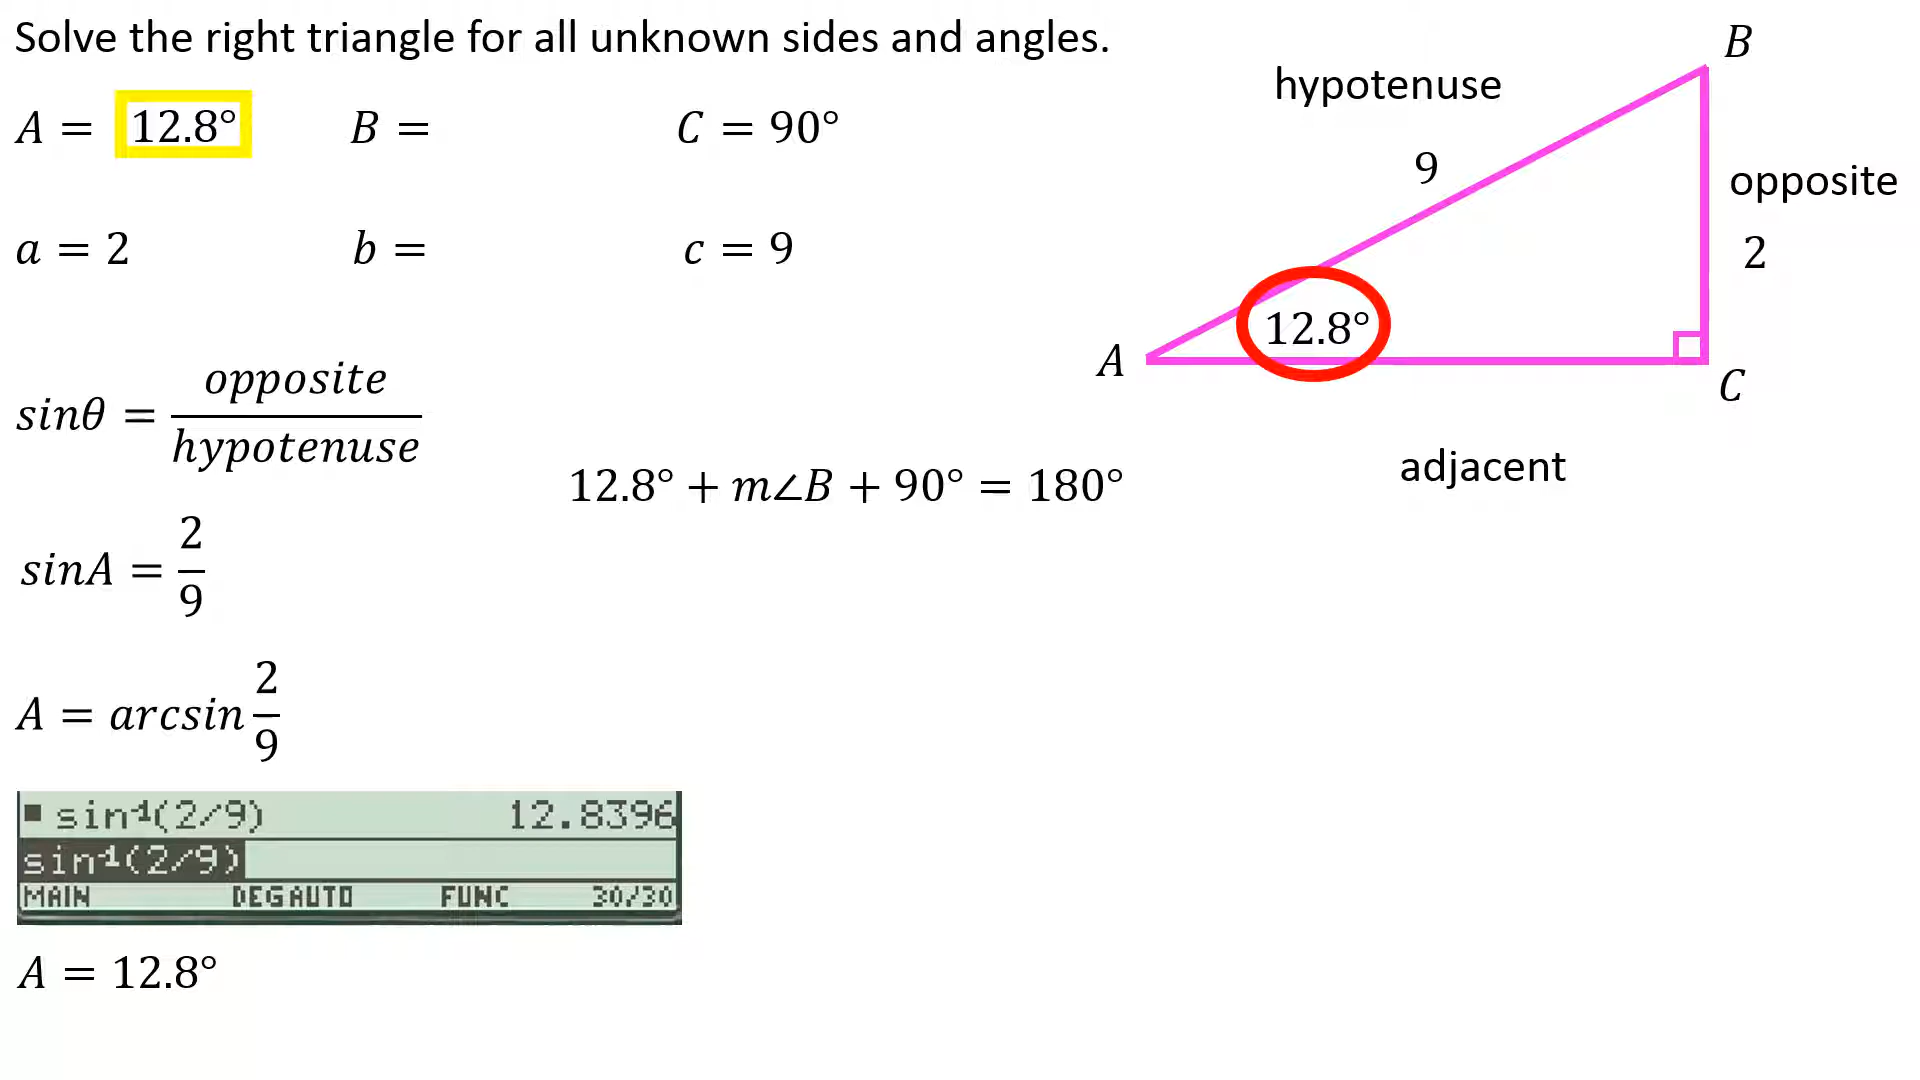 Solve the right triangle for all unknown sides and angles.
A = 12.8° B = C = 90°
a = 2 b = c = 9
sinθ = opposite / hypotenuse
sinA = 2/9
A = arcsin 2/9
sin⁻¹(2/9) 12.8396
sin⁻¹(2/9)
MAIN DEG AUTO FUNC 30/30
A = 12.8°
12.8° + m∠B + 90° = 180°
B
hypotenuse
9
opposite
2
12.8°
A
C
adjacent